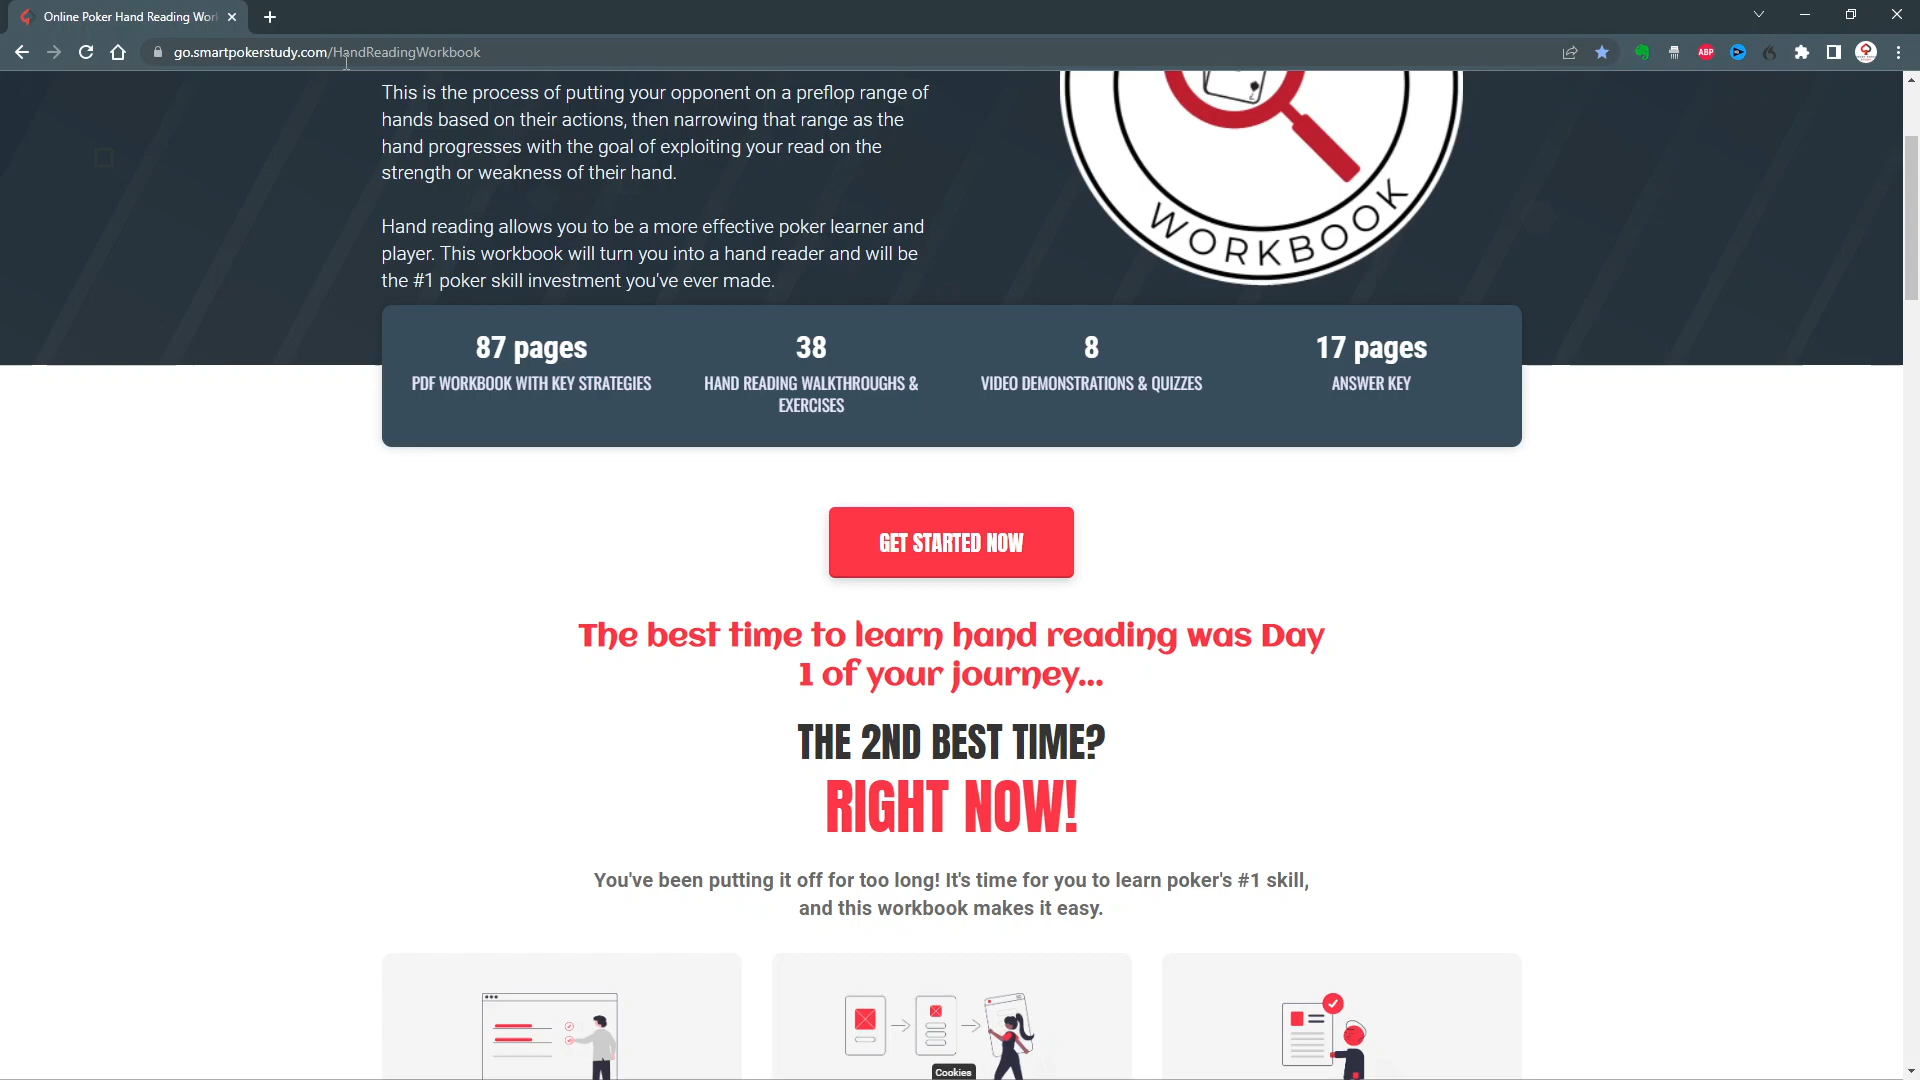 Online Poker Hand Reading Wor
go.smartpokerstudy.com/HandReadingWorkbook
ABP
This is the process of putting your opponent on a preflop range of
hands based on their actions, then narrowing that range as the
hand progresses with the goal of exploiting your read on the
strength or weakness of their hand.
Hand reading allows you to be a more effective poker learner and
player. This workbook will turn you into a hand reader and will be
the #1 poker skill investment you've ever made.
WORKBOOK
87 pages
PDF WORKBOOK WITH KEY STRATEGIES
38
HAND READING WALKTHROUGHS &
EXERCISES
8
VIDEO DEMONSTRATIONS & QUIZZES
17 pages
ANSWER KEY
GET STARTED NOW
The best time to learn hand reading was Day
1 of your journey...
THE 2ND BEST TIME?
RIGHT NOW!
You've been putting it off for too long! It's time for you to learn poker's #1 skill,
and this workbook makes it easy.
Cookies